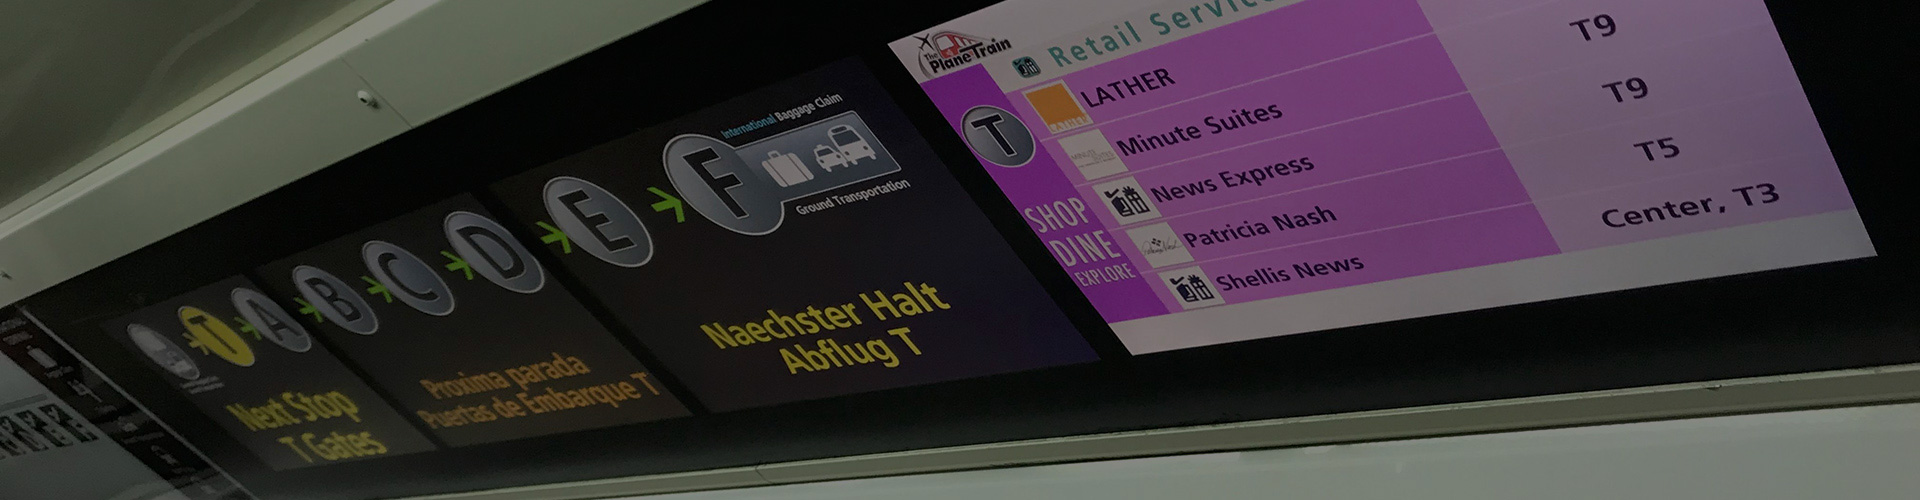 T
A
B
C
D
E
F
International Baggage Claim
Ground Transportation
Next Stop
T Gates
Proxima parada
Puertas de Embarque T
Naechster Halt
Abflug T
The
Plane Train
Retail
T
SHOP
DINE
EXPLORE
LATHER
LATHER T9
Minute Suites T9
News Express T5
Patricia Nash Center, T3
Shellis News